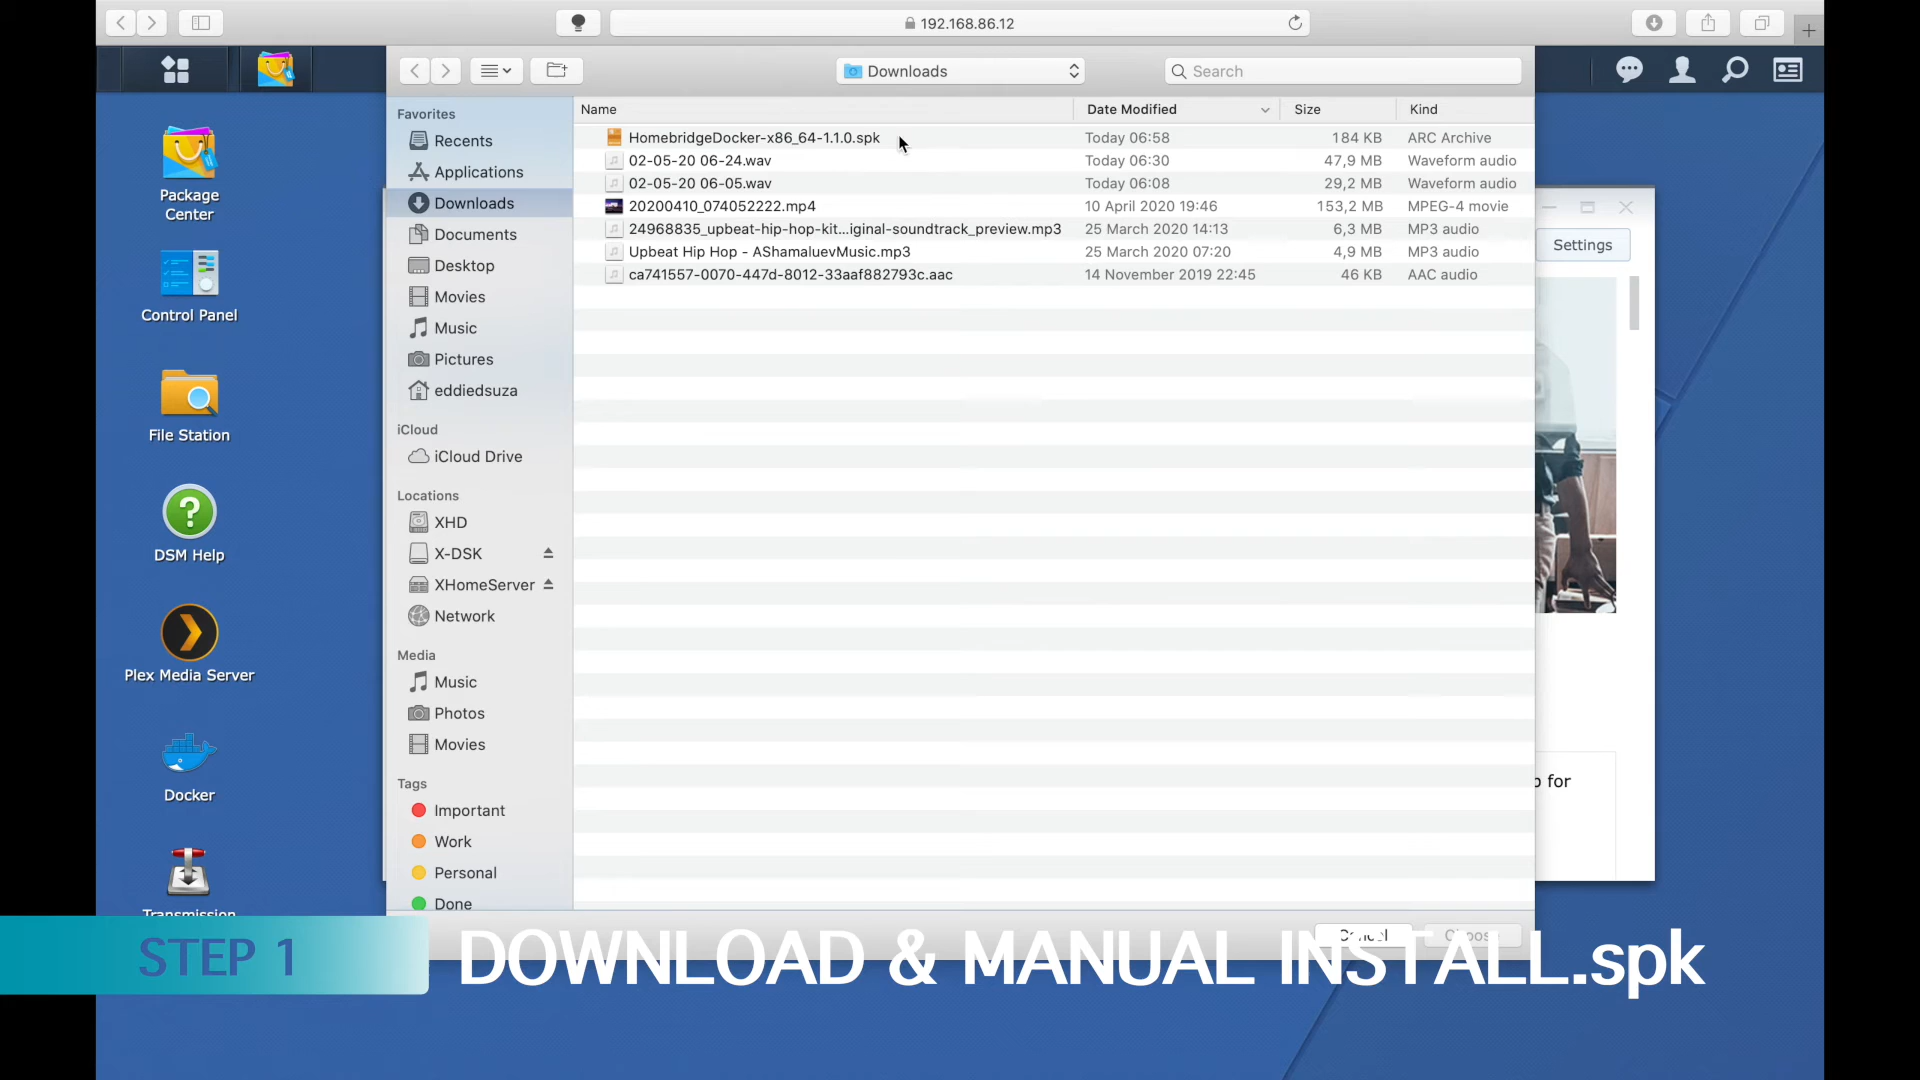 192.168.86.12
Downloads
Search
Favorites
Recents
Applications
Downloads
Documents
Desktop
Movies
Music
Pictures
eddiedsuza
iCloud
iCloud Drive
Locations
XHD
X-DSK
XHomeServer
Network
Media
Music
Photos
Movies
Tags
Important
Work
Personal
Done
Name Date Modified Size Kind
HomebridgeDocker-x86_64-1.1.0.spk Today 06:58 184 KB ARC Archive
02-05-20 06-24.wav Today 06:30 47,9 MB Waveform audio
02-05-20 06-05.wav Today 06:08 29,2 MB Waveform audio
20200410_074052222.mp4 10 April 2020 19:46 153,2 MB MPEG-4 movie
24968835_upbeat-hip-hop-kit...iginal-soundtrack_preview.mp3 25 March 2020 14:13 6,3 MB MP3 audio
Upbeat Hip Hop - AShamaluevMusic.mp3 25 March 2020 07:20 4,9 MB MP3 audio
ca741557-0070-447d-8012-33aaf882793c.aac 14 November 2019 22:45 46 KB AAC audio
Package
Center
Control Panel
File Station
DSM Help
Plex Media Server
Docker
Transmission
Settings
for
Cancel Choose
STEP 1 DOWNLOAD & MANUAL INSTALL.spk